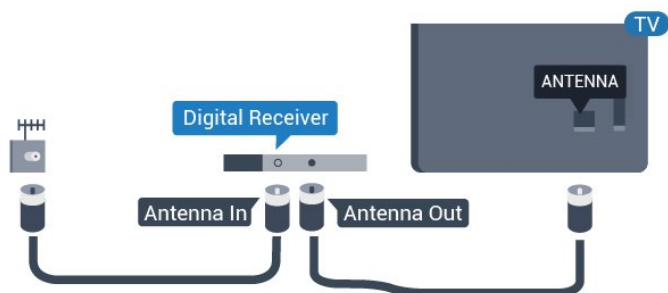 TV
ANTENNA
Digital Receiver
Antenna In
Antenna Out